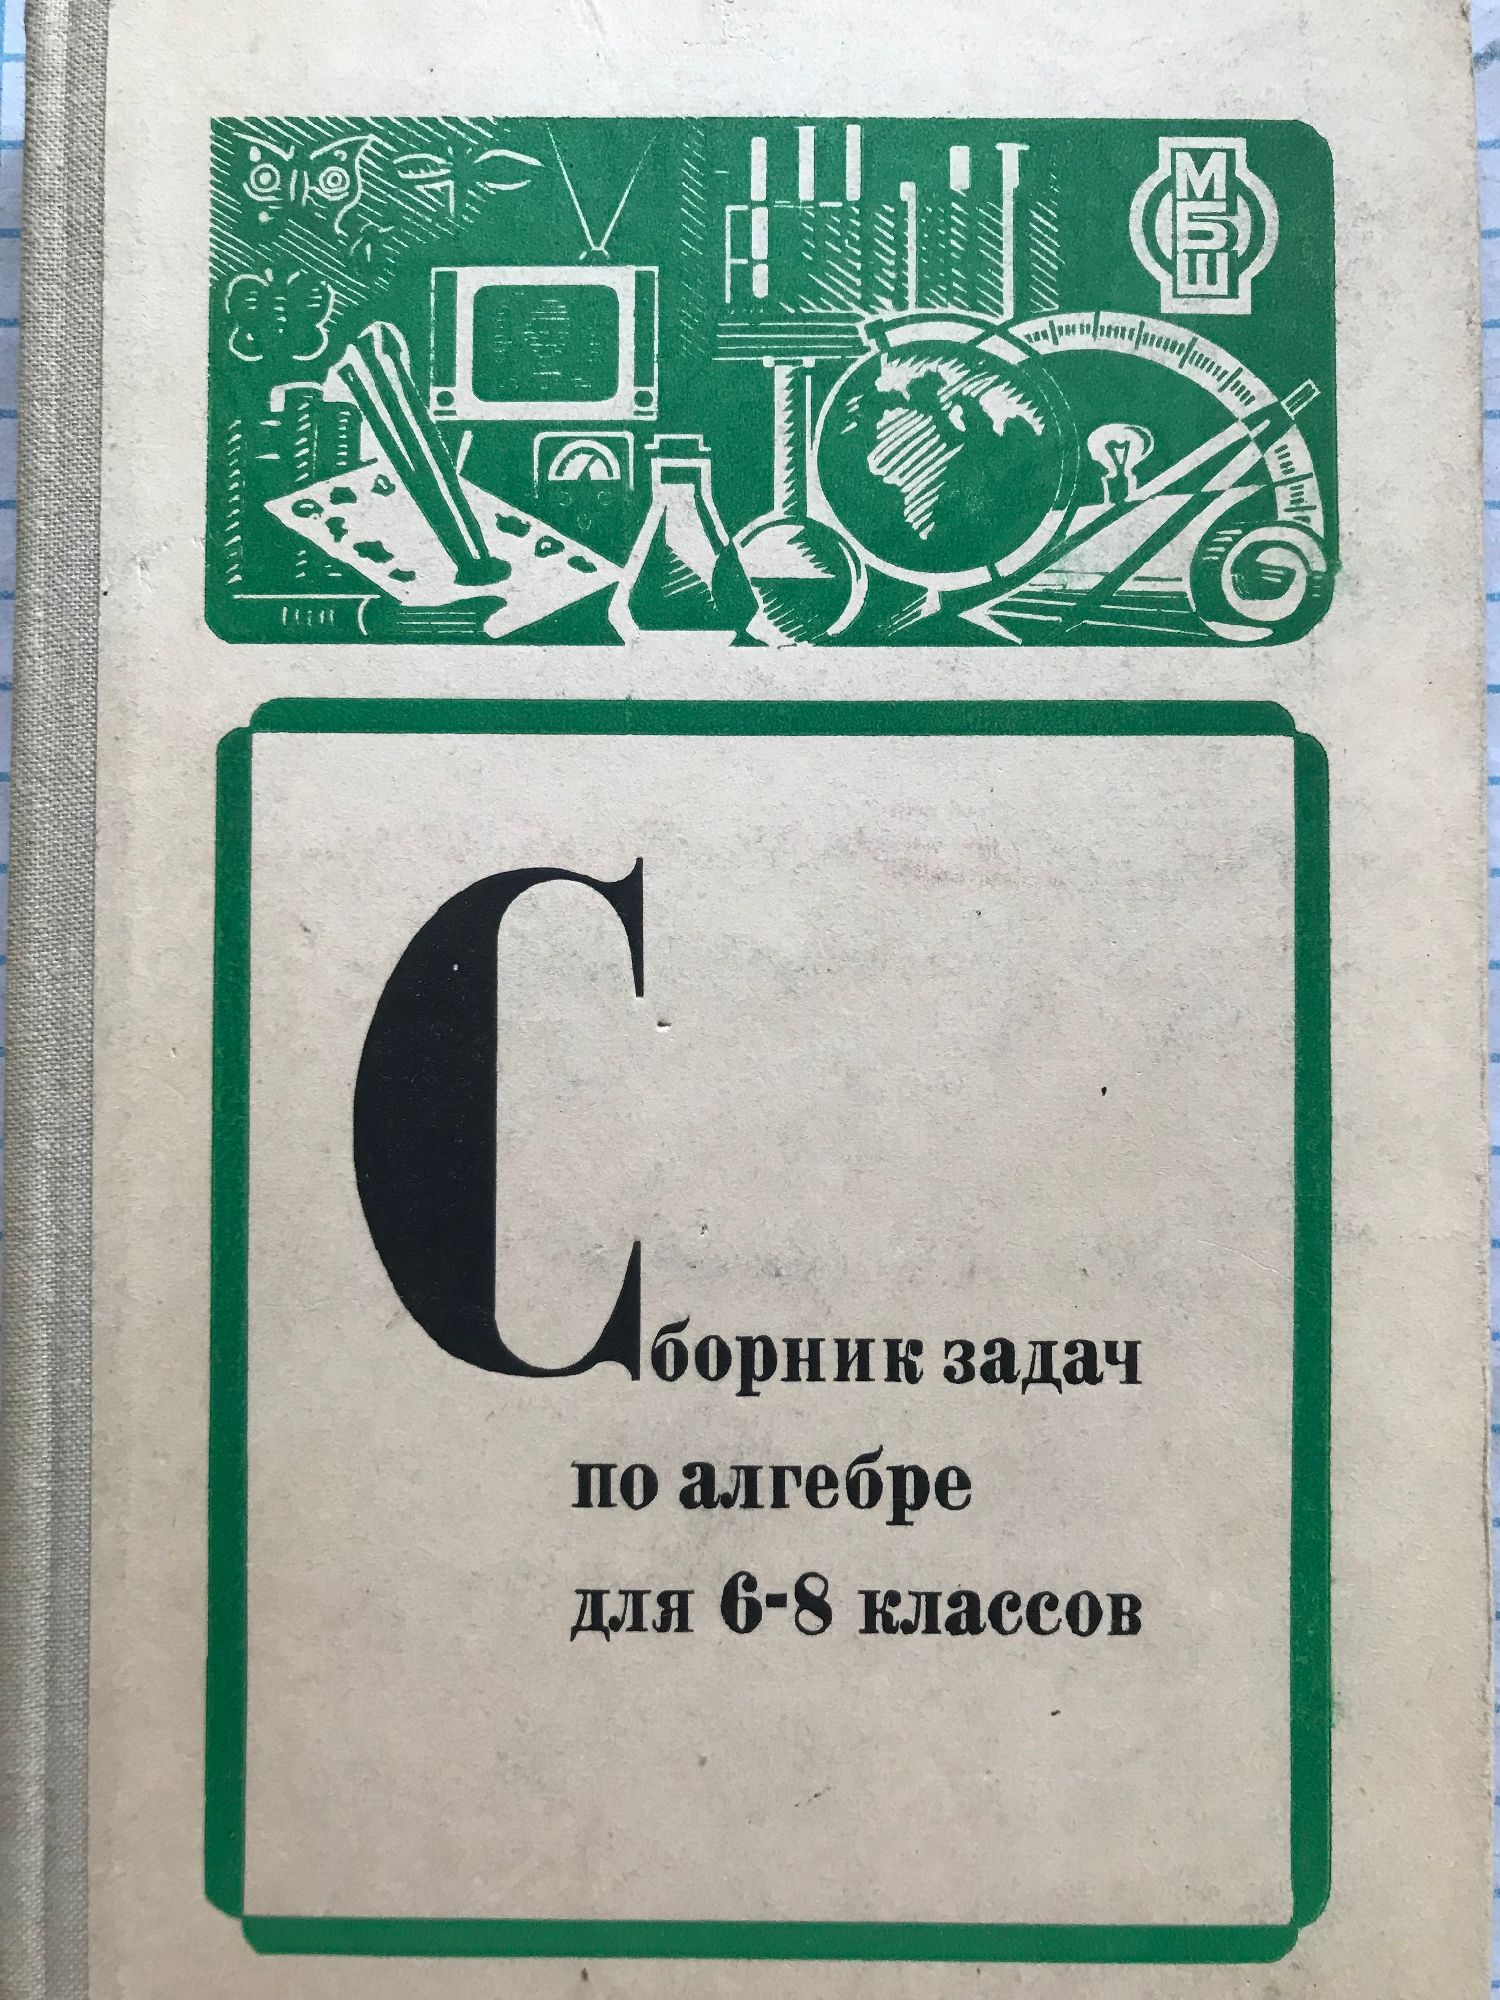 МБШ
Сборник задач
по алгебре
для 6-8 классов